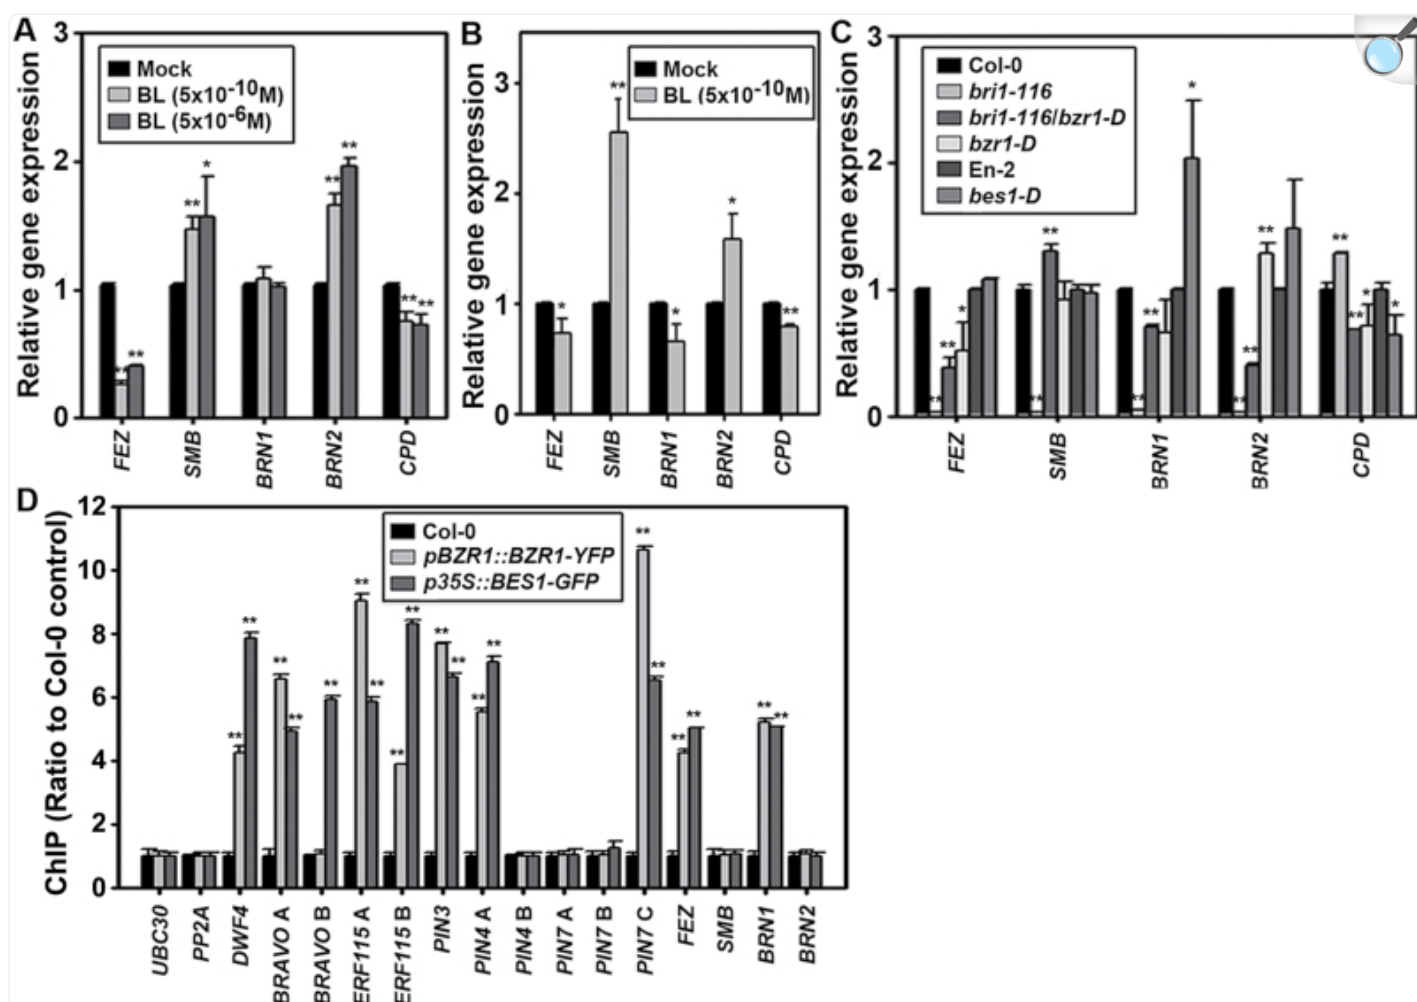 A
Relative gene expression
3
2
1
0
Mock
BL (5x10-10M)
BL (5x10-6M)
** ** ** * ** ** ** **
FEZ SMB BRN1 BRN2 CPD
B
Relative gene expression
3
2
1
0
Mock
BL (5x10-10M)
* ** * * **
FEZ SMB BRN1 BRN2 CPD
C
Relative gene expression
3
2
1
0
Col-0
bri1-116
bri1-116/bzr1-D
bzr1-D
En-2
bes1-D
** ** * ** ** ** ** * ** ** ** ** ** * *
FEZ SMB BRN1 BRN2 CPD
D
ChIP (Ratio to Col-0 control)
12
10
8
6
4
2
0
Col-0
pBZR1::BZR1-YFP
p35S::BES1-GFP
** ** ** ** ** ** ** ** ** ** ** ** ** ** ** ** ** ** **
UBC30 PP2A DWF4 BRAVO A BRAVO B ERF115 A ERF115 B PIN3 PIN4 A PIN4 B PIN7 A PIN7 B PIN7 C FEZ SMB BRN1 BRN2